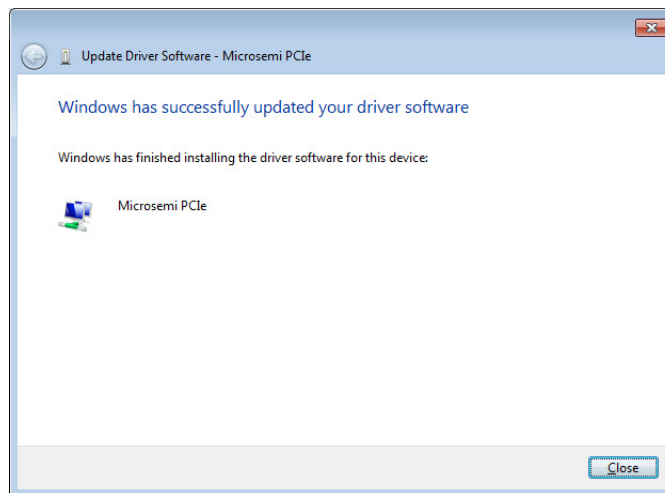 Update Driver Software - Microsemi PCIe
Windows has successfully updated your driver software
Windows has finished installing the driver software for this device:
Microsemi PCIe
Close